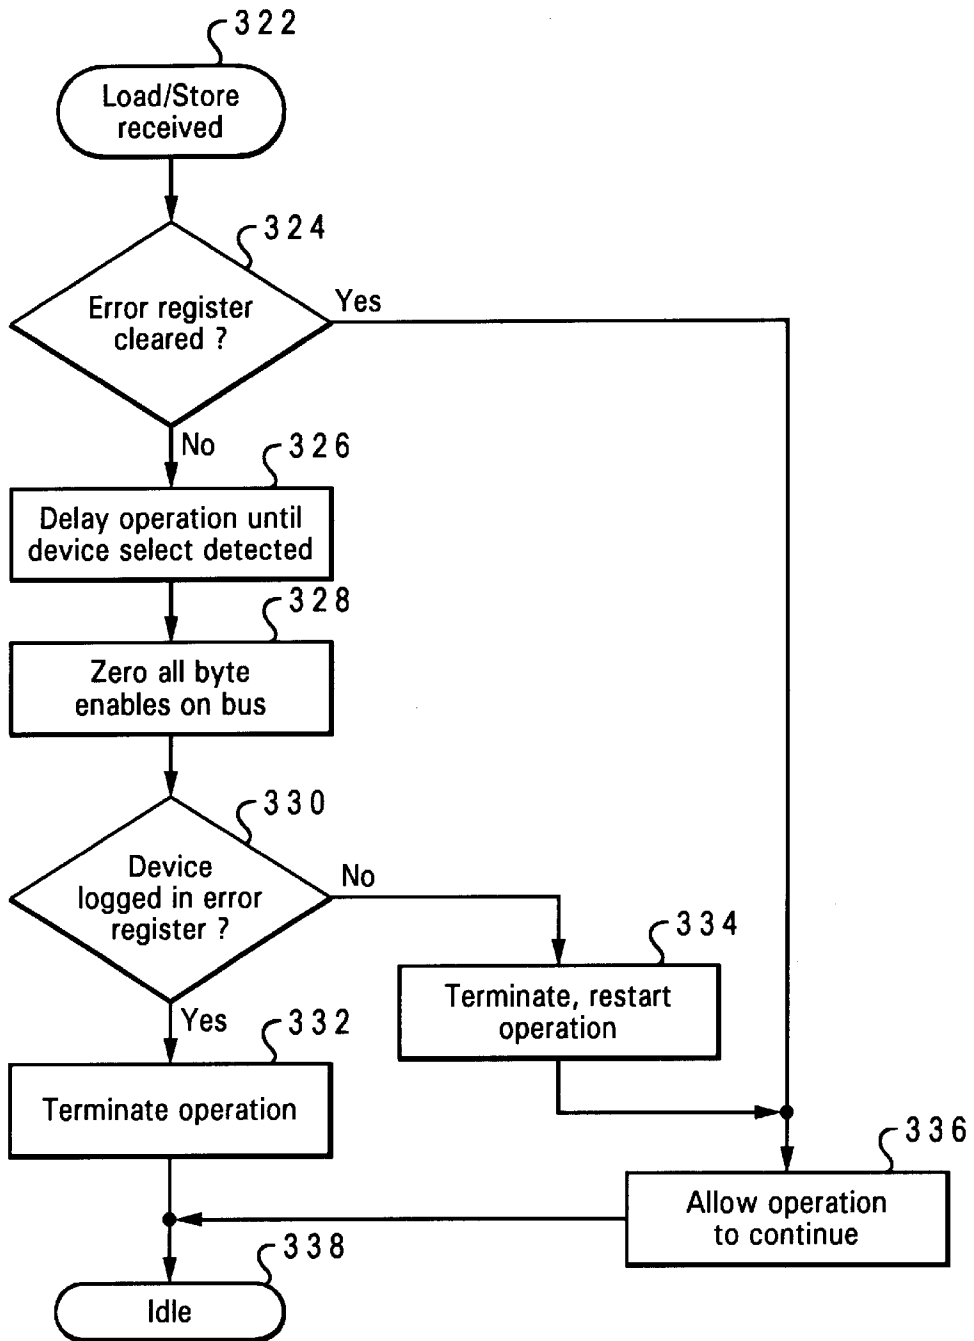 322
Load/Store
received
324
Error register
cleared ?
Yes
No
326
Delay operation until
device select detected
328
Zero all byte
enables on bus
330
Device
logged in error
register ?
No
334
Terminate, restart
operation
Yes
332
Terminate operation
336
Allow operation
to continue
338
Idle